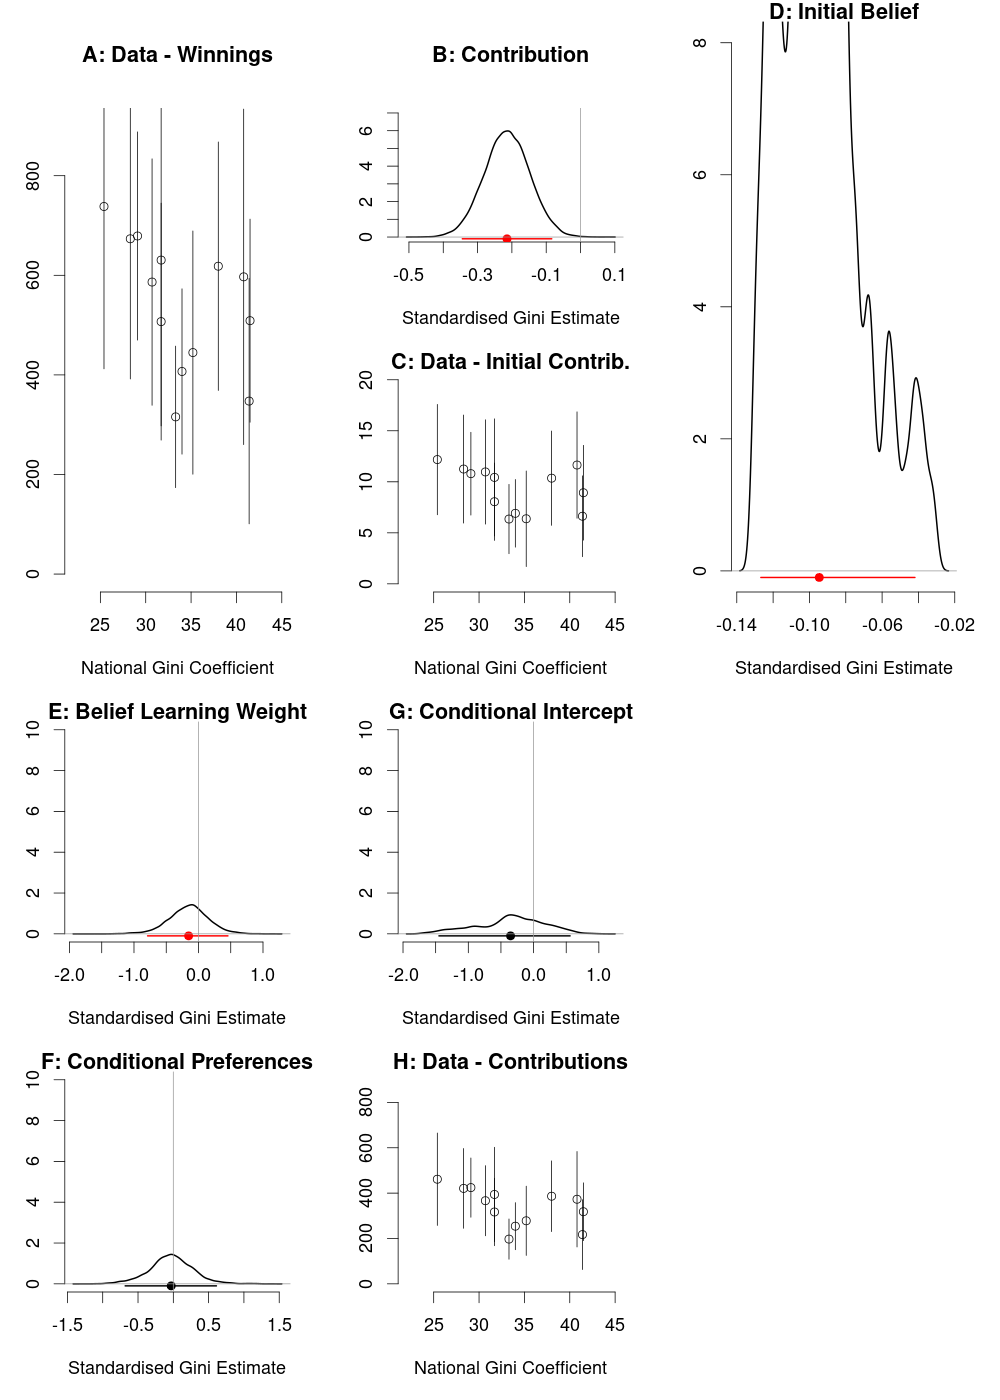 A: Data - Winnings
0 200 400 600 800
25 30 35 40 45
National Gini Coefficient
B: Contribution
0 2 4 6
-0.5 -0.3 -0.1 0.1
Standardised Gini Estimate
C: Data - Initial Contrib.
0 5 10 15 20
25 30 35 40 45
National Gini Coefficient
D: Initial Belief
0 2 4 6 8
-0.14 -0.10 -0.06 -0.02
Standardised Gini Estimate
E: Belief Learning Weight
0 2 4 6 8 10
-2.0 -1.0 0.0 1.0
Standardised Gini Estimate
G: Conditional Intercept
0 2 4 6 8 10
-2.0 -1.0 0.0 1.0
Standardised Gini Estimate
F: Conditional Preferences
0 2 4 6 8 10
-1.5 -0.5 0.5 1.5
Standardised Gini Estimate
H: Data - Contributions
0 200 400 600 800
25 30 35 40 45
National Gini Coefficient